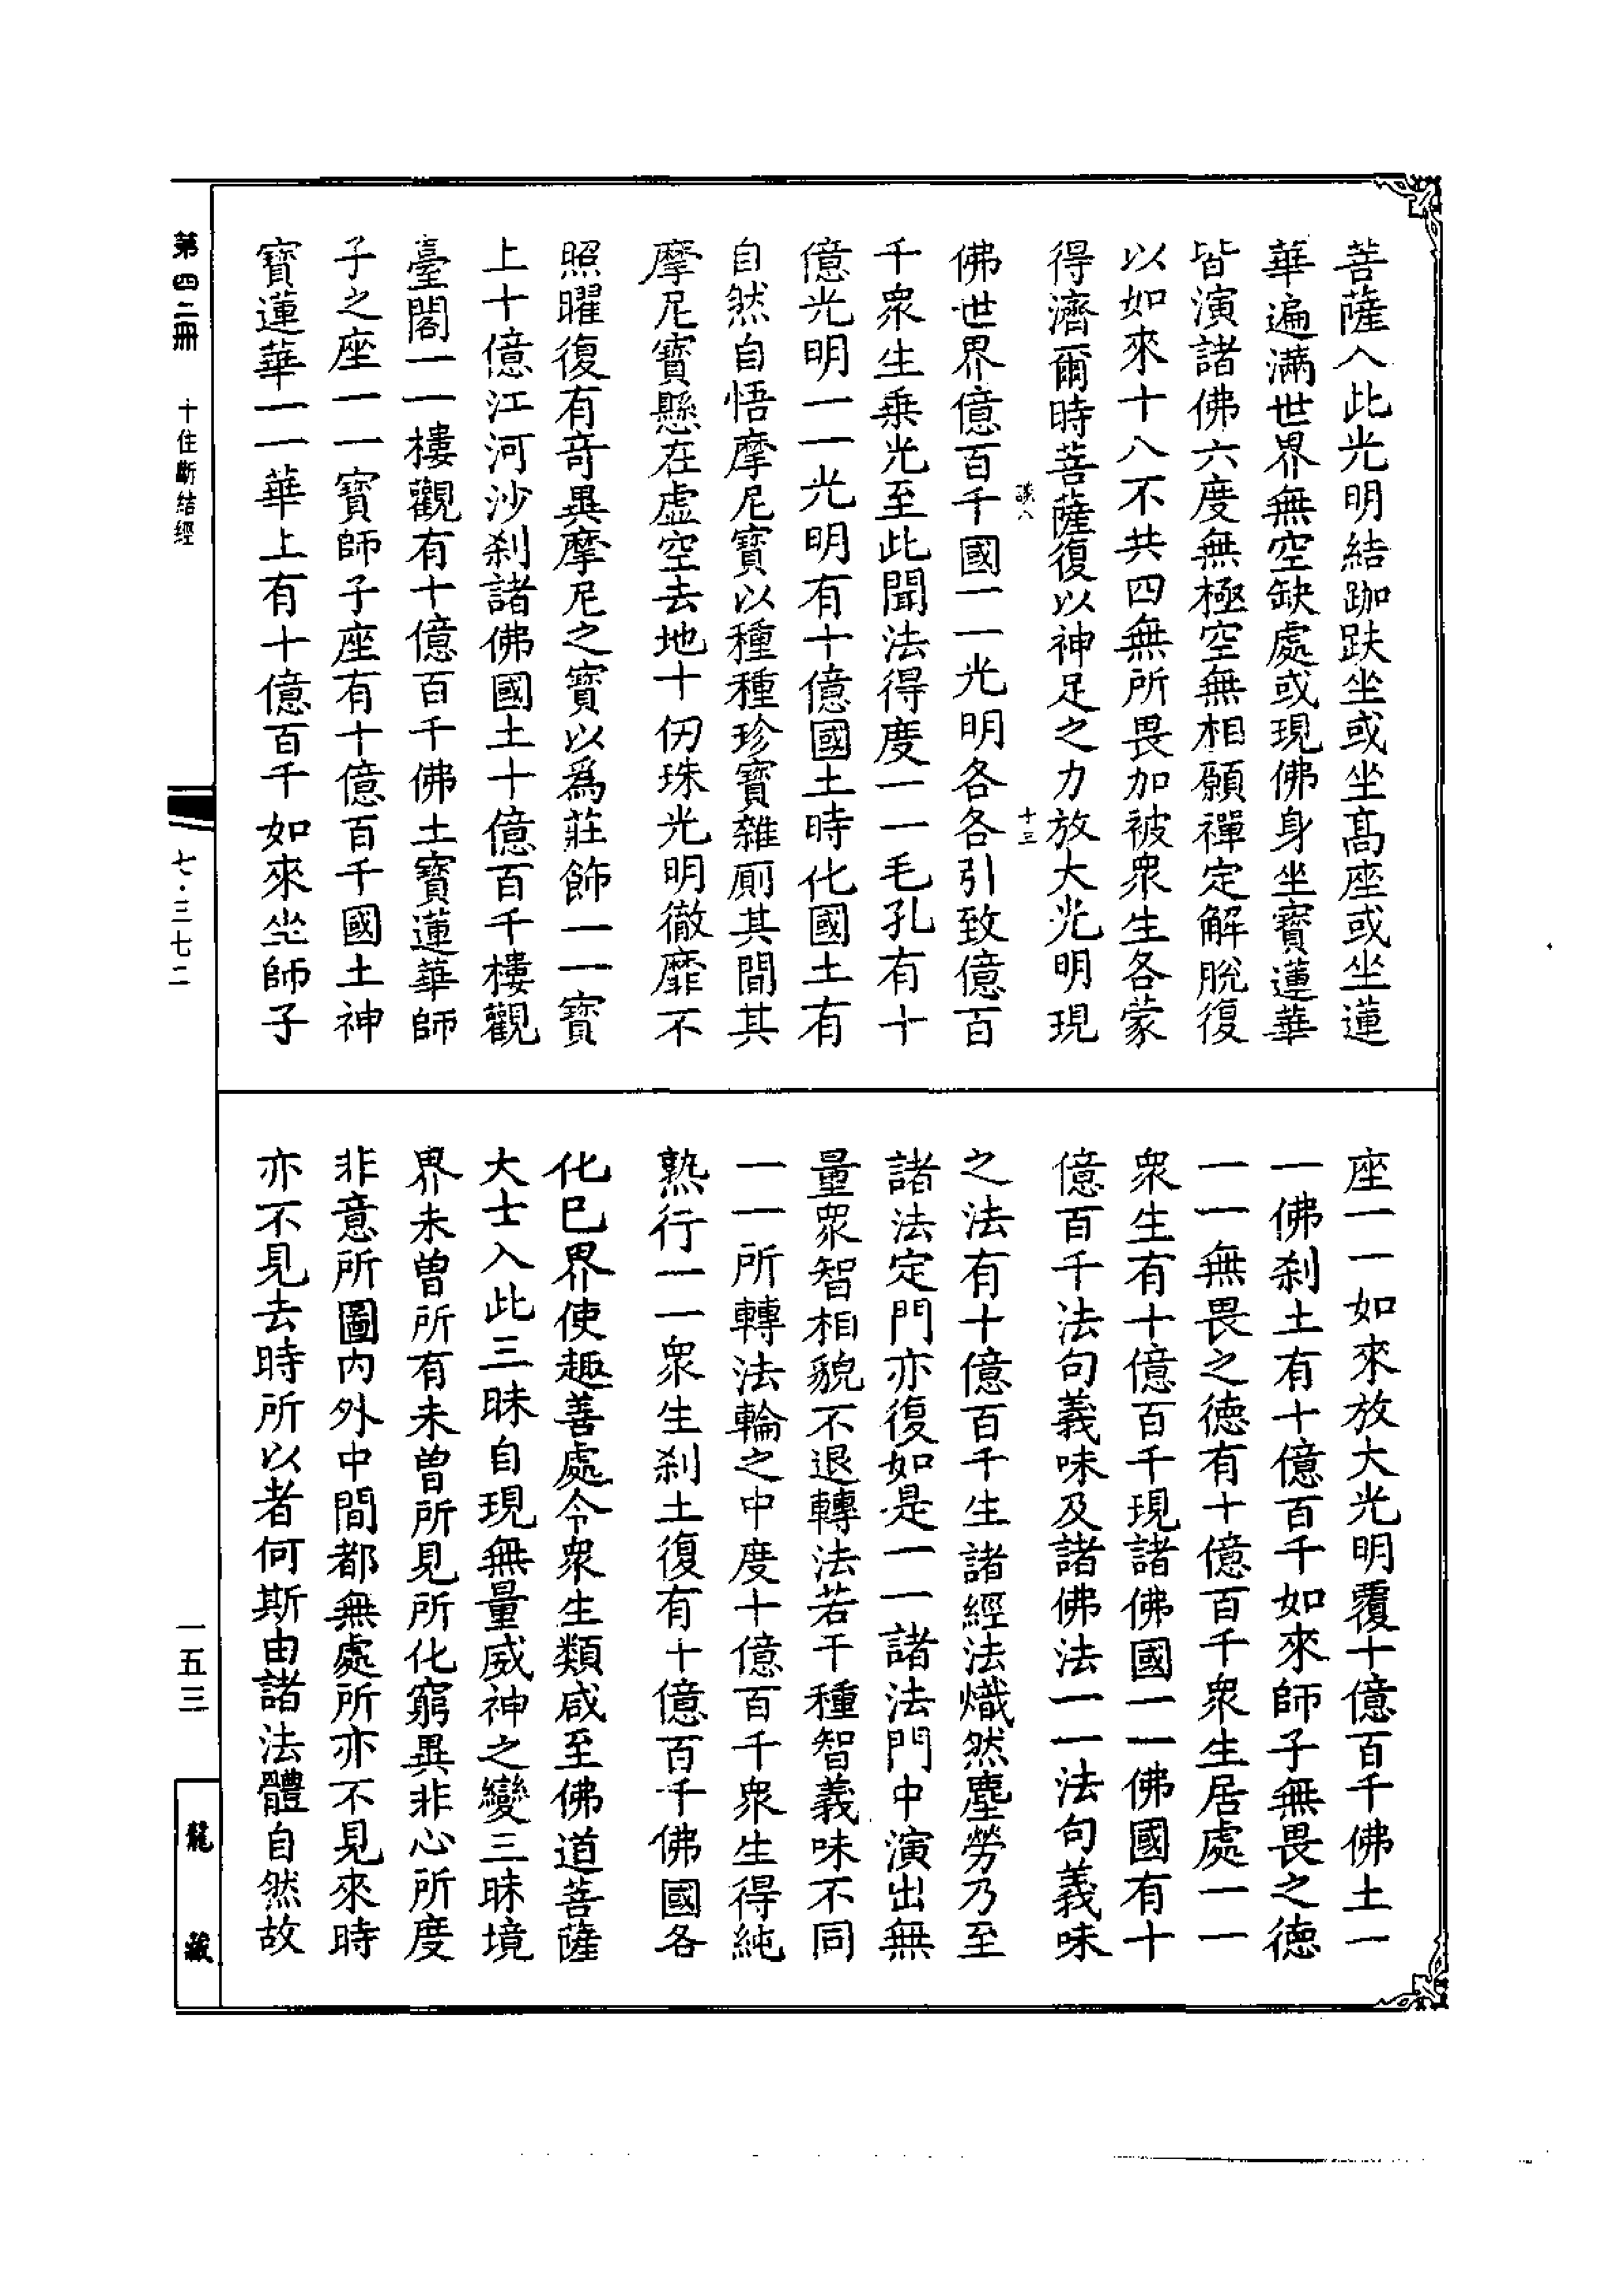 菩薩入此光明結跏趺坐或坐髙座或坐蓮
華遍滿世界無空缺處或現佛身坐寶蓮華
皆演諸佛六度無極空無相願禪定解脫復
以如來十八不共四無所畏加被衆生各蒙
得濟爾時菩薩復以神足之力放大光明現
十三
佛世界億百千國一一光明各各引致億百
千衆生乗光至此聞法得度一一毛孔有十
億光明一一光明有十億國土時化國土有
自然自悟摩尼寶以種種珍寶雜厠其間其
摩尼寶懸在虛空去地十仞珠光明徹靡不
照曜復有竒異摩尼之寶以爲莊飾一一寶
上十億江河沙刹諸佛國土十億百千樓觀
臺閣一一樓觀有十億百千佛土寶蓮華師
子之座一一寶師子座有十億百千國土神
寶蓮華一一華上有十億百千如來坐師子
座一一如來放大光明覆十億百千佛土一
一佛刹土有十億百千如來師子無畏之德
一一無畏之德有十億百千衆生居處一一
衆生有十億百千現諸佛國一一佛國有十
億百千法句義味及諸佛法一一法句義味
之法有十億百千生諸經法熾然塵勞乃至
諸法定門亦復如是一一諸法門中演出無
量衆智相貌不退轉法若干種智義味不同
一一所轉法輪之中度十億百千衆生得純
熟行一一衆生刹土復有十億百千佛國各
化巳界使趣善處令衆生類咸至佛道菩薩
大士入此三昧自現無量威神之變三昧境
界未曽所有未曽所見所化窮異非心所度
非意所圖内外中間都無處所亦不見來時
亦不見去時所以者何斯由諸法體自然故
第四二冊
十住斷結經
七·三七二
一五三
龍藏